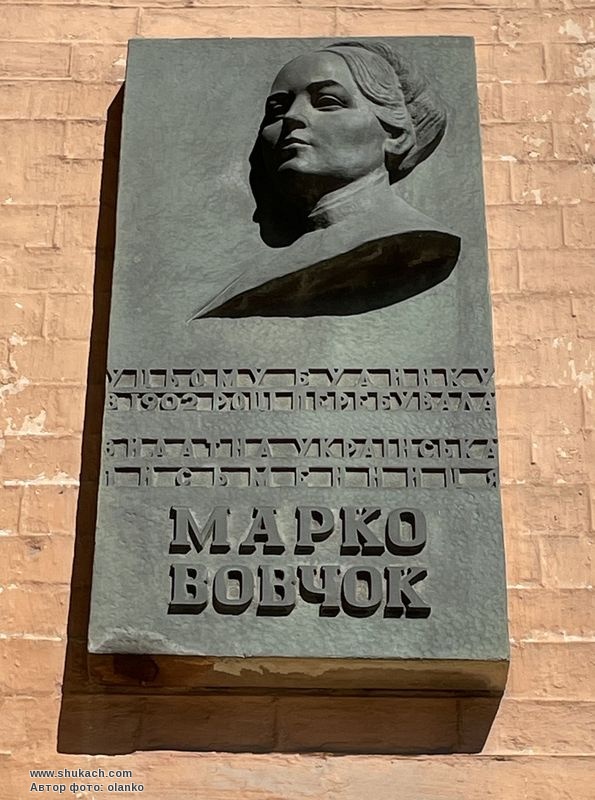 У ЦЬОМУ БУДИНКУ
В 1902 РОЦІ ПЕРЕБУВАЛА
ВИДАТНА УКРАЇНСЬКА
ПИСЬМЕННИЦЯ
МАРКО
ВОВЧОК
www.shukach.com
Автор фото: olanko